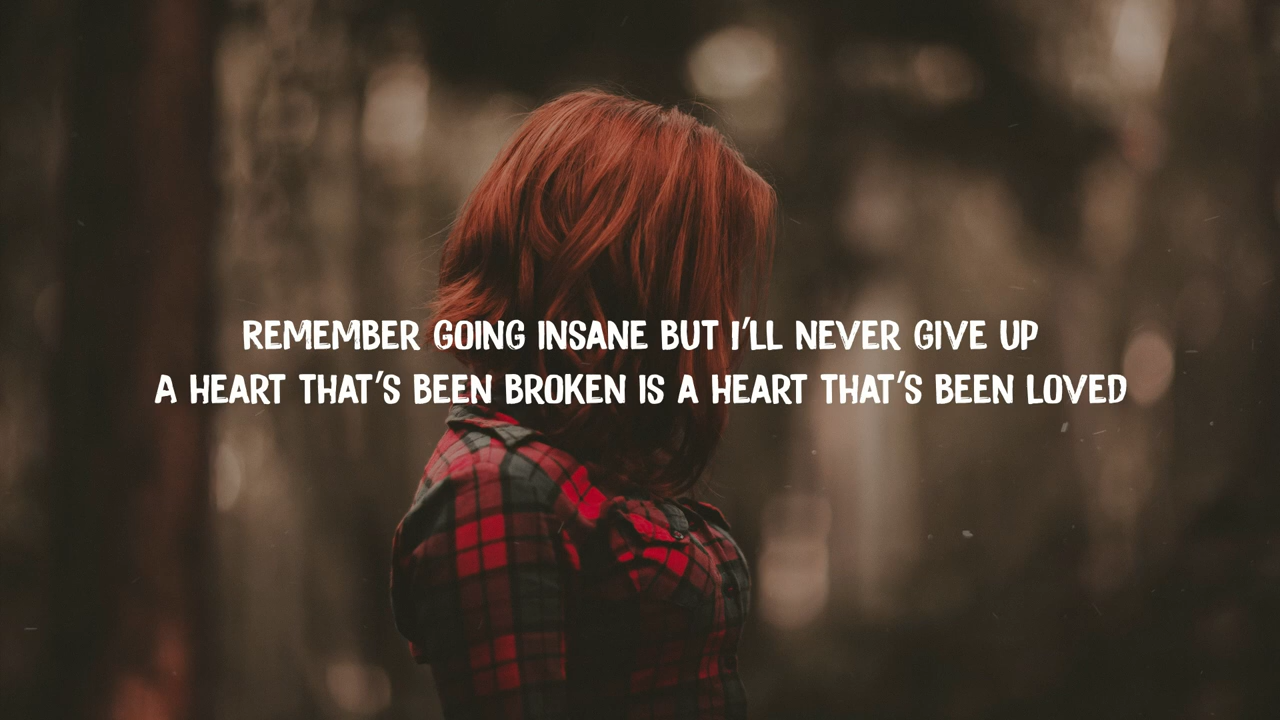 REMEMBER GOING INSANE BUT I'LL NEVER GIVE UP
A HEART THAT'S BEEN BROKEN IS A HEART THAT'S BEEN LOVED